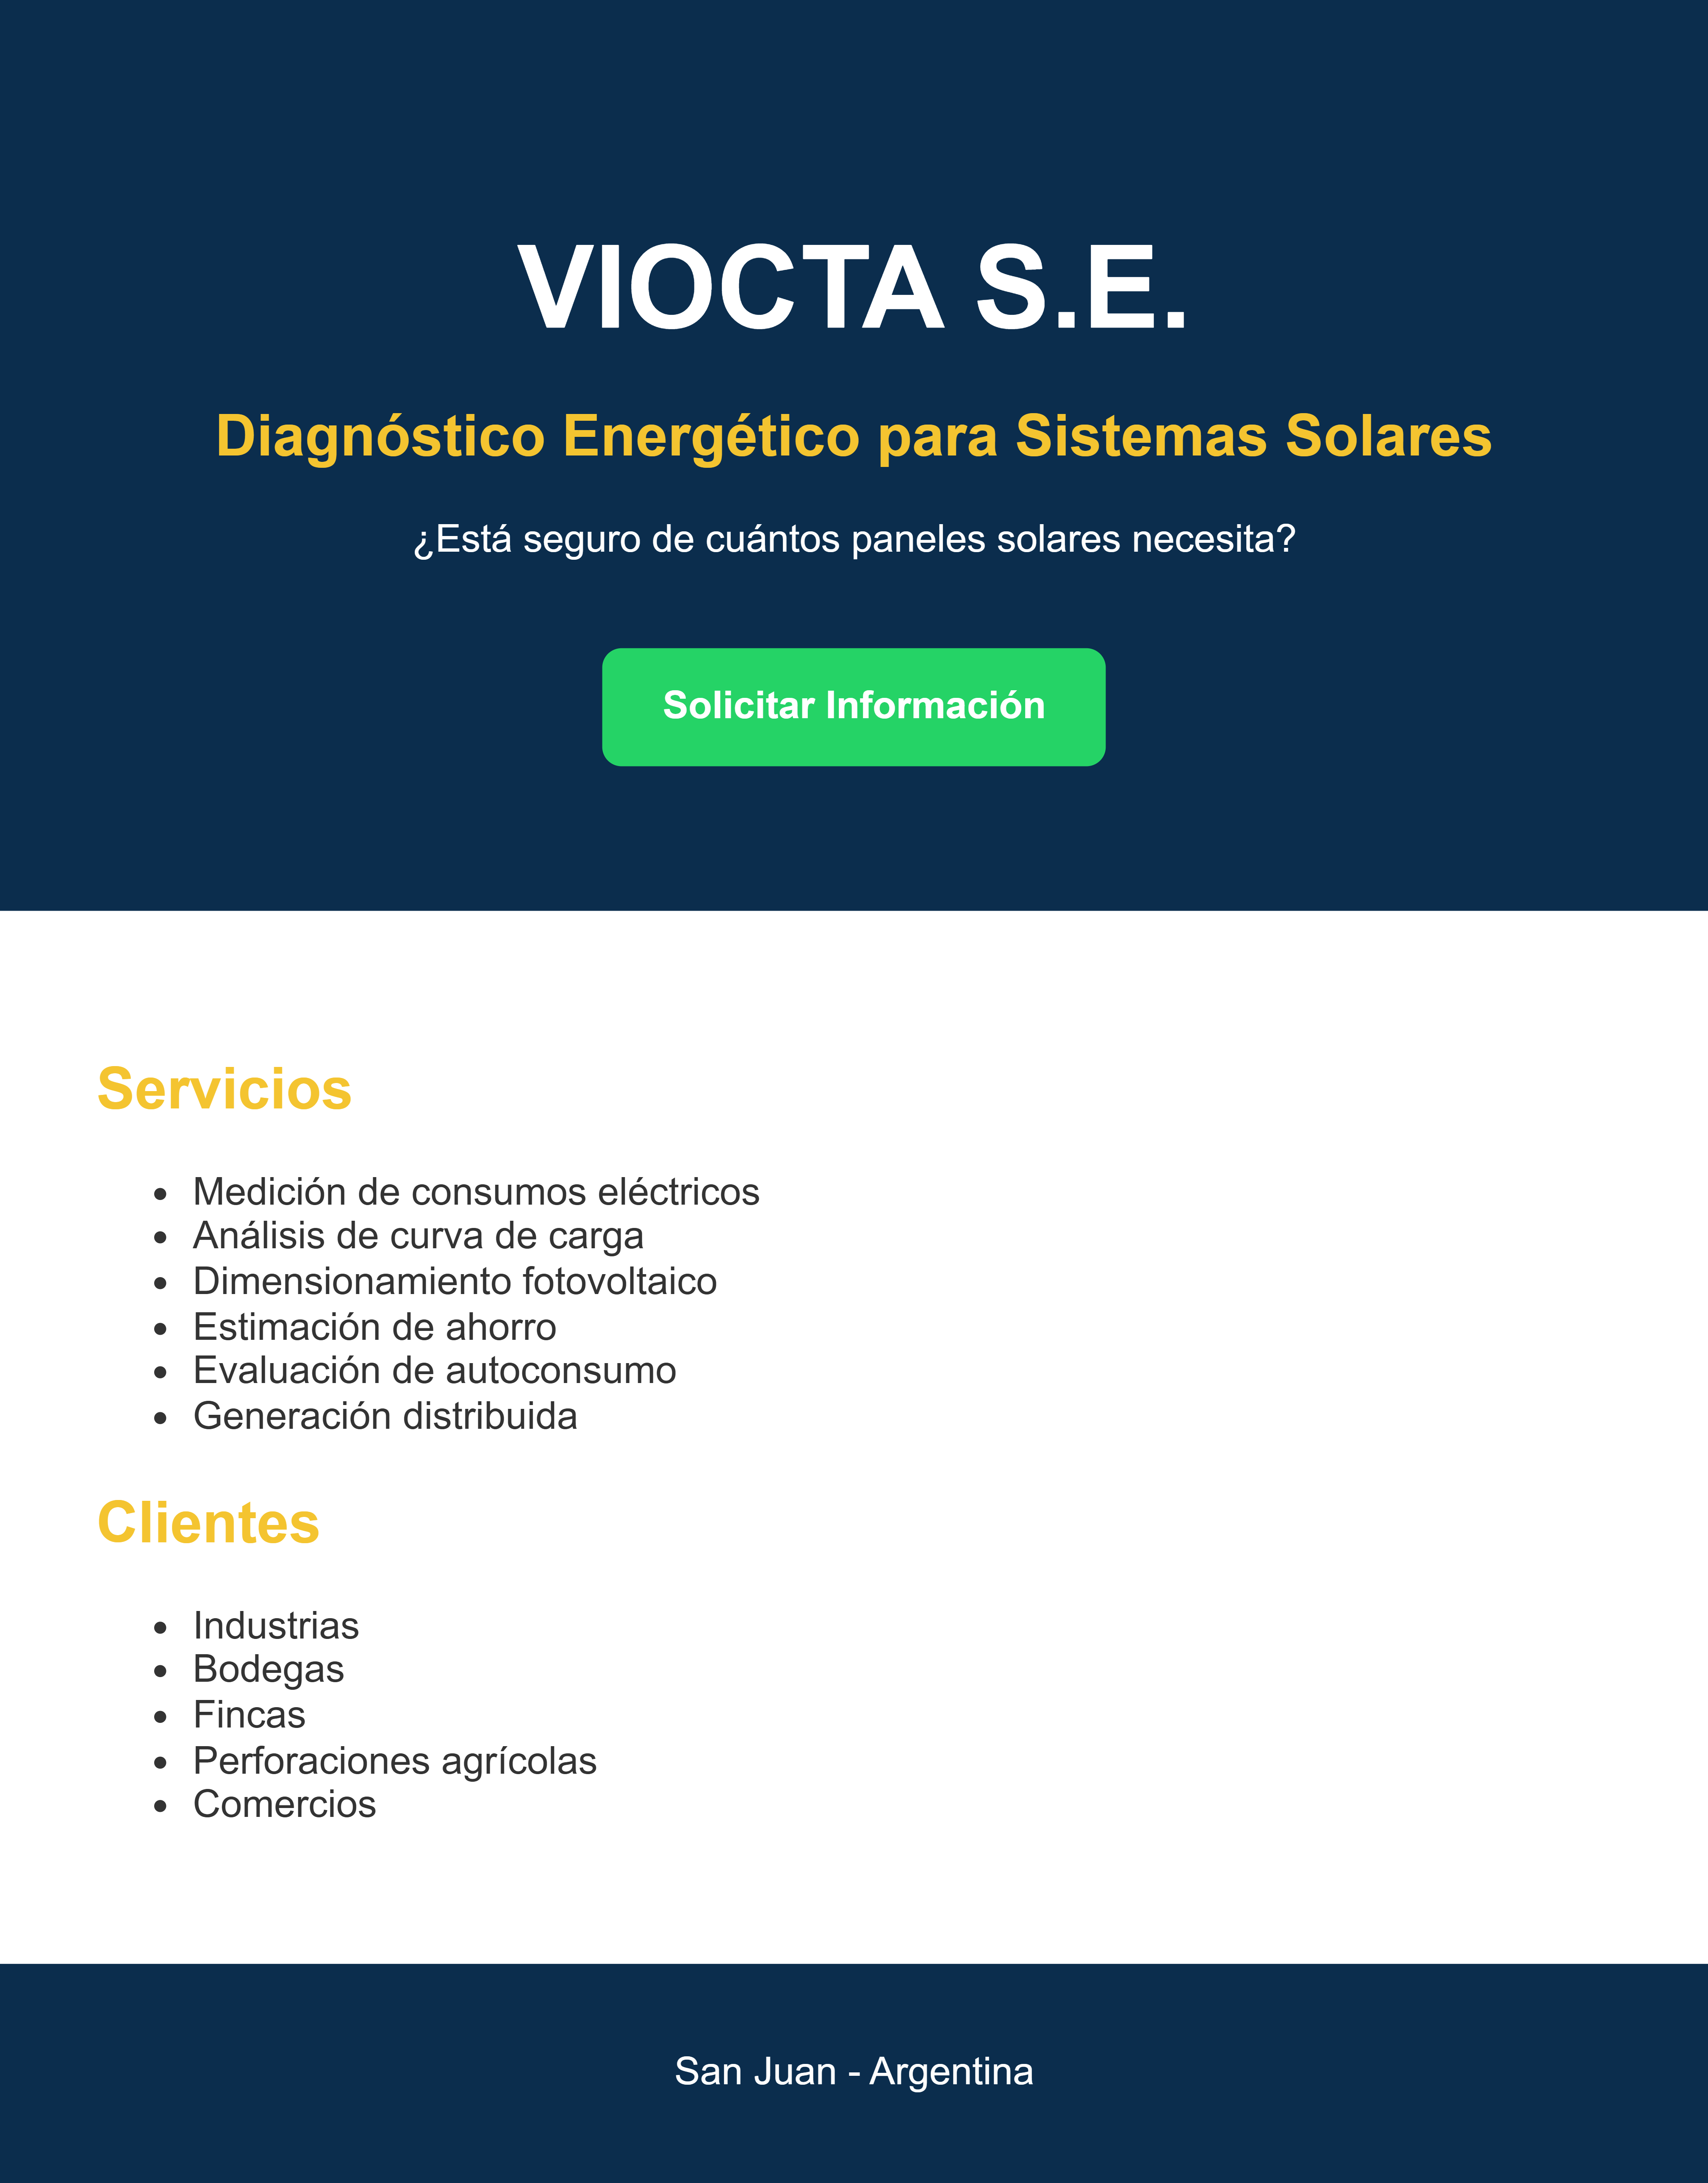 VIOCTA S.E.
Diagnóstico Energético para Sistemas Solares
¿Está seguro de cuántos paneles solares necesita?
Solicitar Información
Servicios
• Medición de consumos eléctricos
• Análisis de curva de carga
• Dimensionamiento fotovoltaico
• Estimación de ahorro
• Evaluación de autoconsumo
• Generación distribuida
Clientes
• Industrias
• Bodegas
• Fincas
• Perforaciones agrícolas
• Comercios
San Juan - Argentina